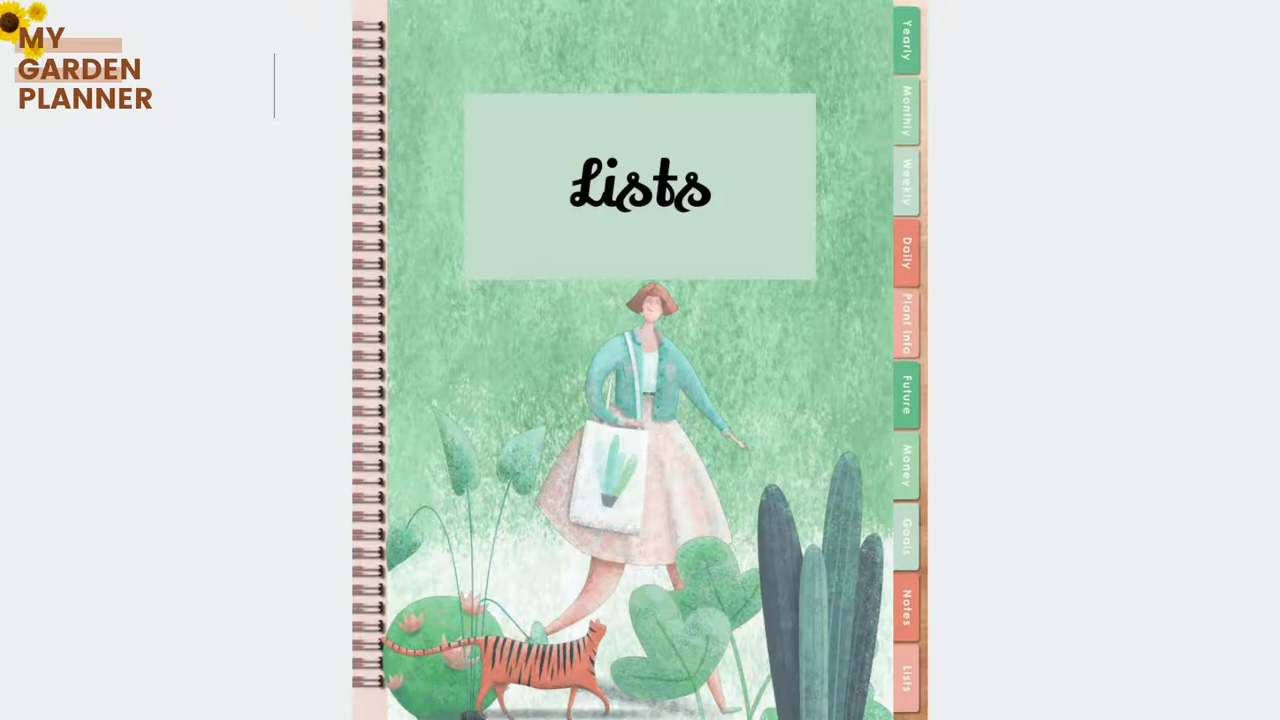 MY
GARDEN
PLANNER
Lists
Yearly
Monthly
Weekly
Daily
Plant info
Future
Money
Goals
Notes
Lists